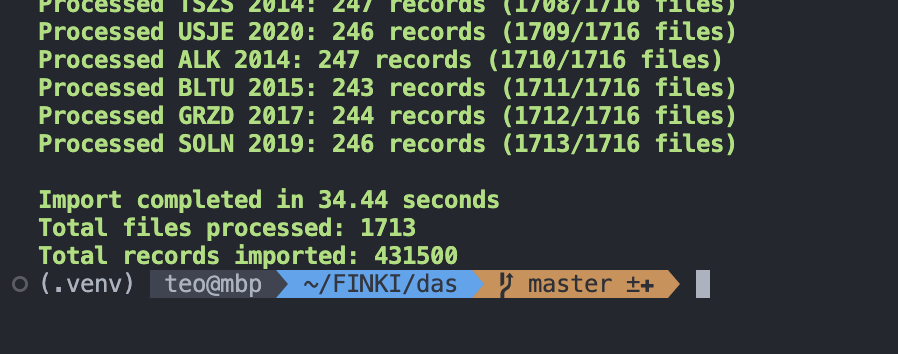 Processed TSZS 2014: 247 records (1708/1716 files)
Processed USJE 2020: 246 records (1709/1716 files)
Processed ALK 2014: 247 records (1710/1716 files)
Processed BLTU 2015: 243 records (1711/1716 files)
Processed GRZD 2017: 244 records (1712/1716 files)
Processed SOLN 2019: 246 records (1713/1716 files)
Import completed in 34.44 seconds
Total files processed: 1713
Total records imported: 431500
(.venv) teo@mbp ~/FINKI/das master ±+